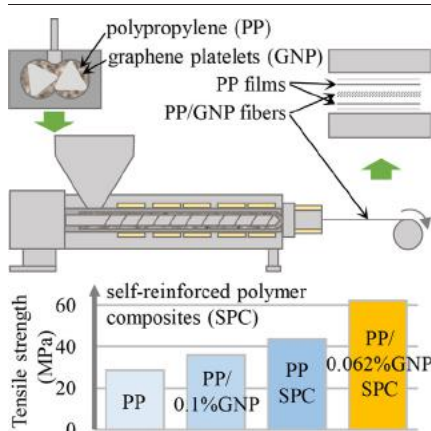 polypropylene (PP)
graphene platelets (GNP)
PP films
PP/GNP fibers
self-reinforced polymer
composites (SPC)
Tensile strength
(MPa)
60
40
20
0
PP
PP/
0.1%GNP
PP
SPC
PP/
0.062%GNP
SPC